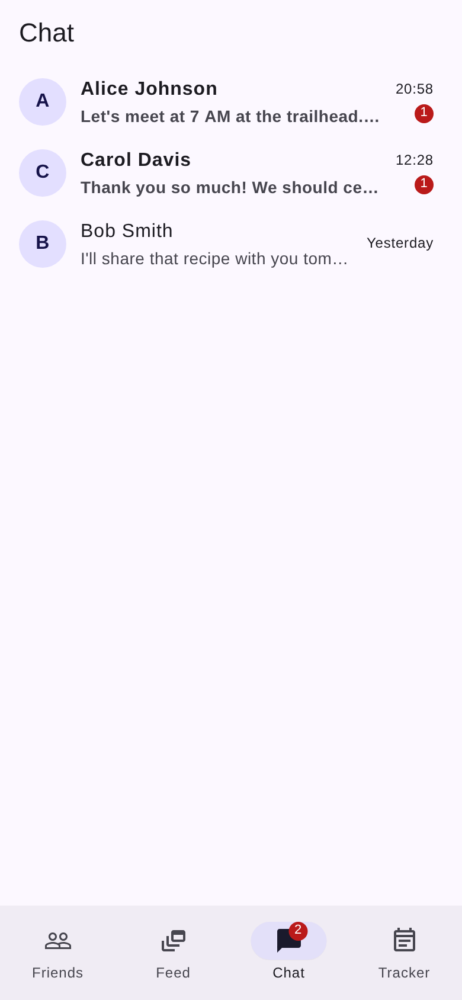 Chat
A
Alice Johnson
20:58
Let's meet at 7 AM at the trailhead....
1
C
Carol Davis
12:28
Thank you so much! We should ce...
1
B
Bob Smith
Yesterday
I'll share that recipe with you tom...
2
Friends
Feed
Chat
Tracker